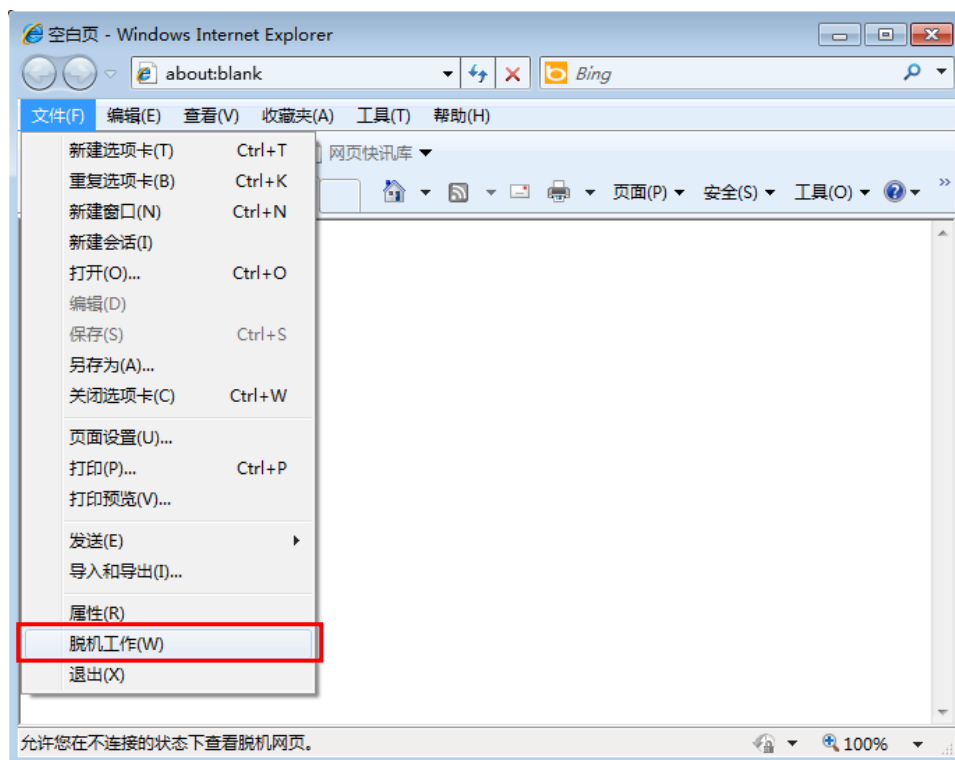 空白页 - Windows Internet Explorer
about:blank
Bing
文件(F) 编辑(E) 查看(V) 收藏夹(A) 工具(T) 帮助(H)
网页快讯库
页面(P) 安全(S) 工具(O)
新建选项卡(T) Ctrl+T
重复选项卡(B) Ctrl+K
新建窗口(N) Ctrl+N
新建会话(I)
打开(O)... Ctrl+O
编辑(D)
保存(S) Ctrl+S
另存为(A)...
关闭选项卡(C) Ctrl+W
页面设置(U)...
打印(P)... Ctrl+P
打印预览(V)...
发送(E)
导入和导出(I)...
属性(R)
脱机工作(W)
退出(X)
允许您在不连接的状态下查看脱机网页。 100%